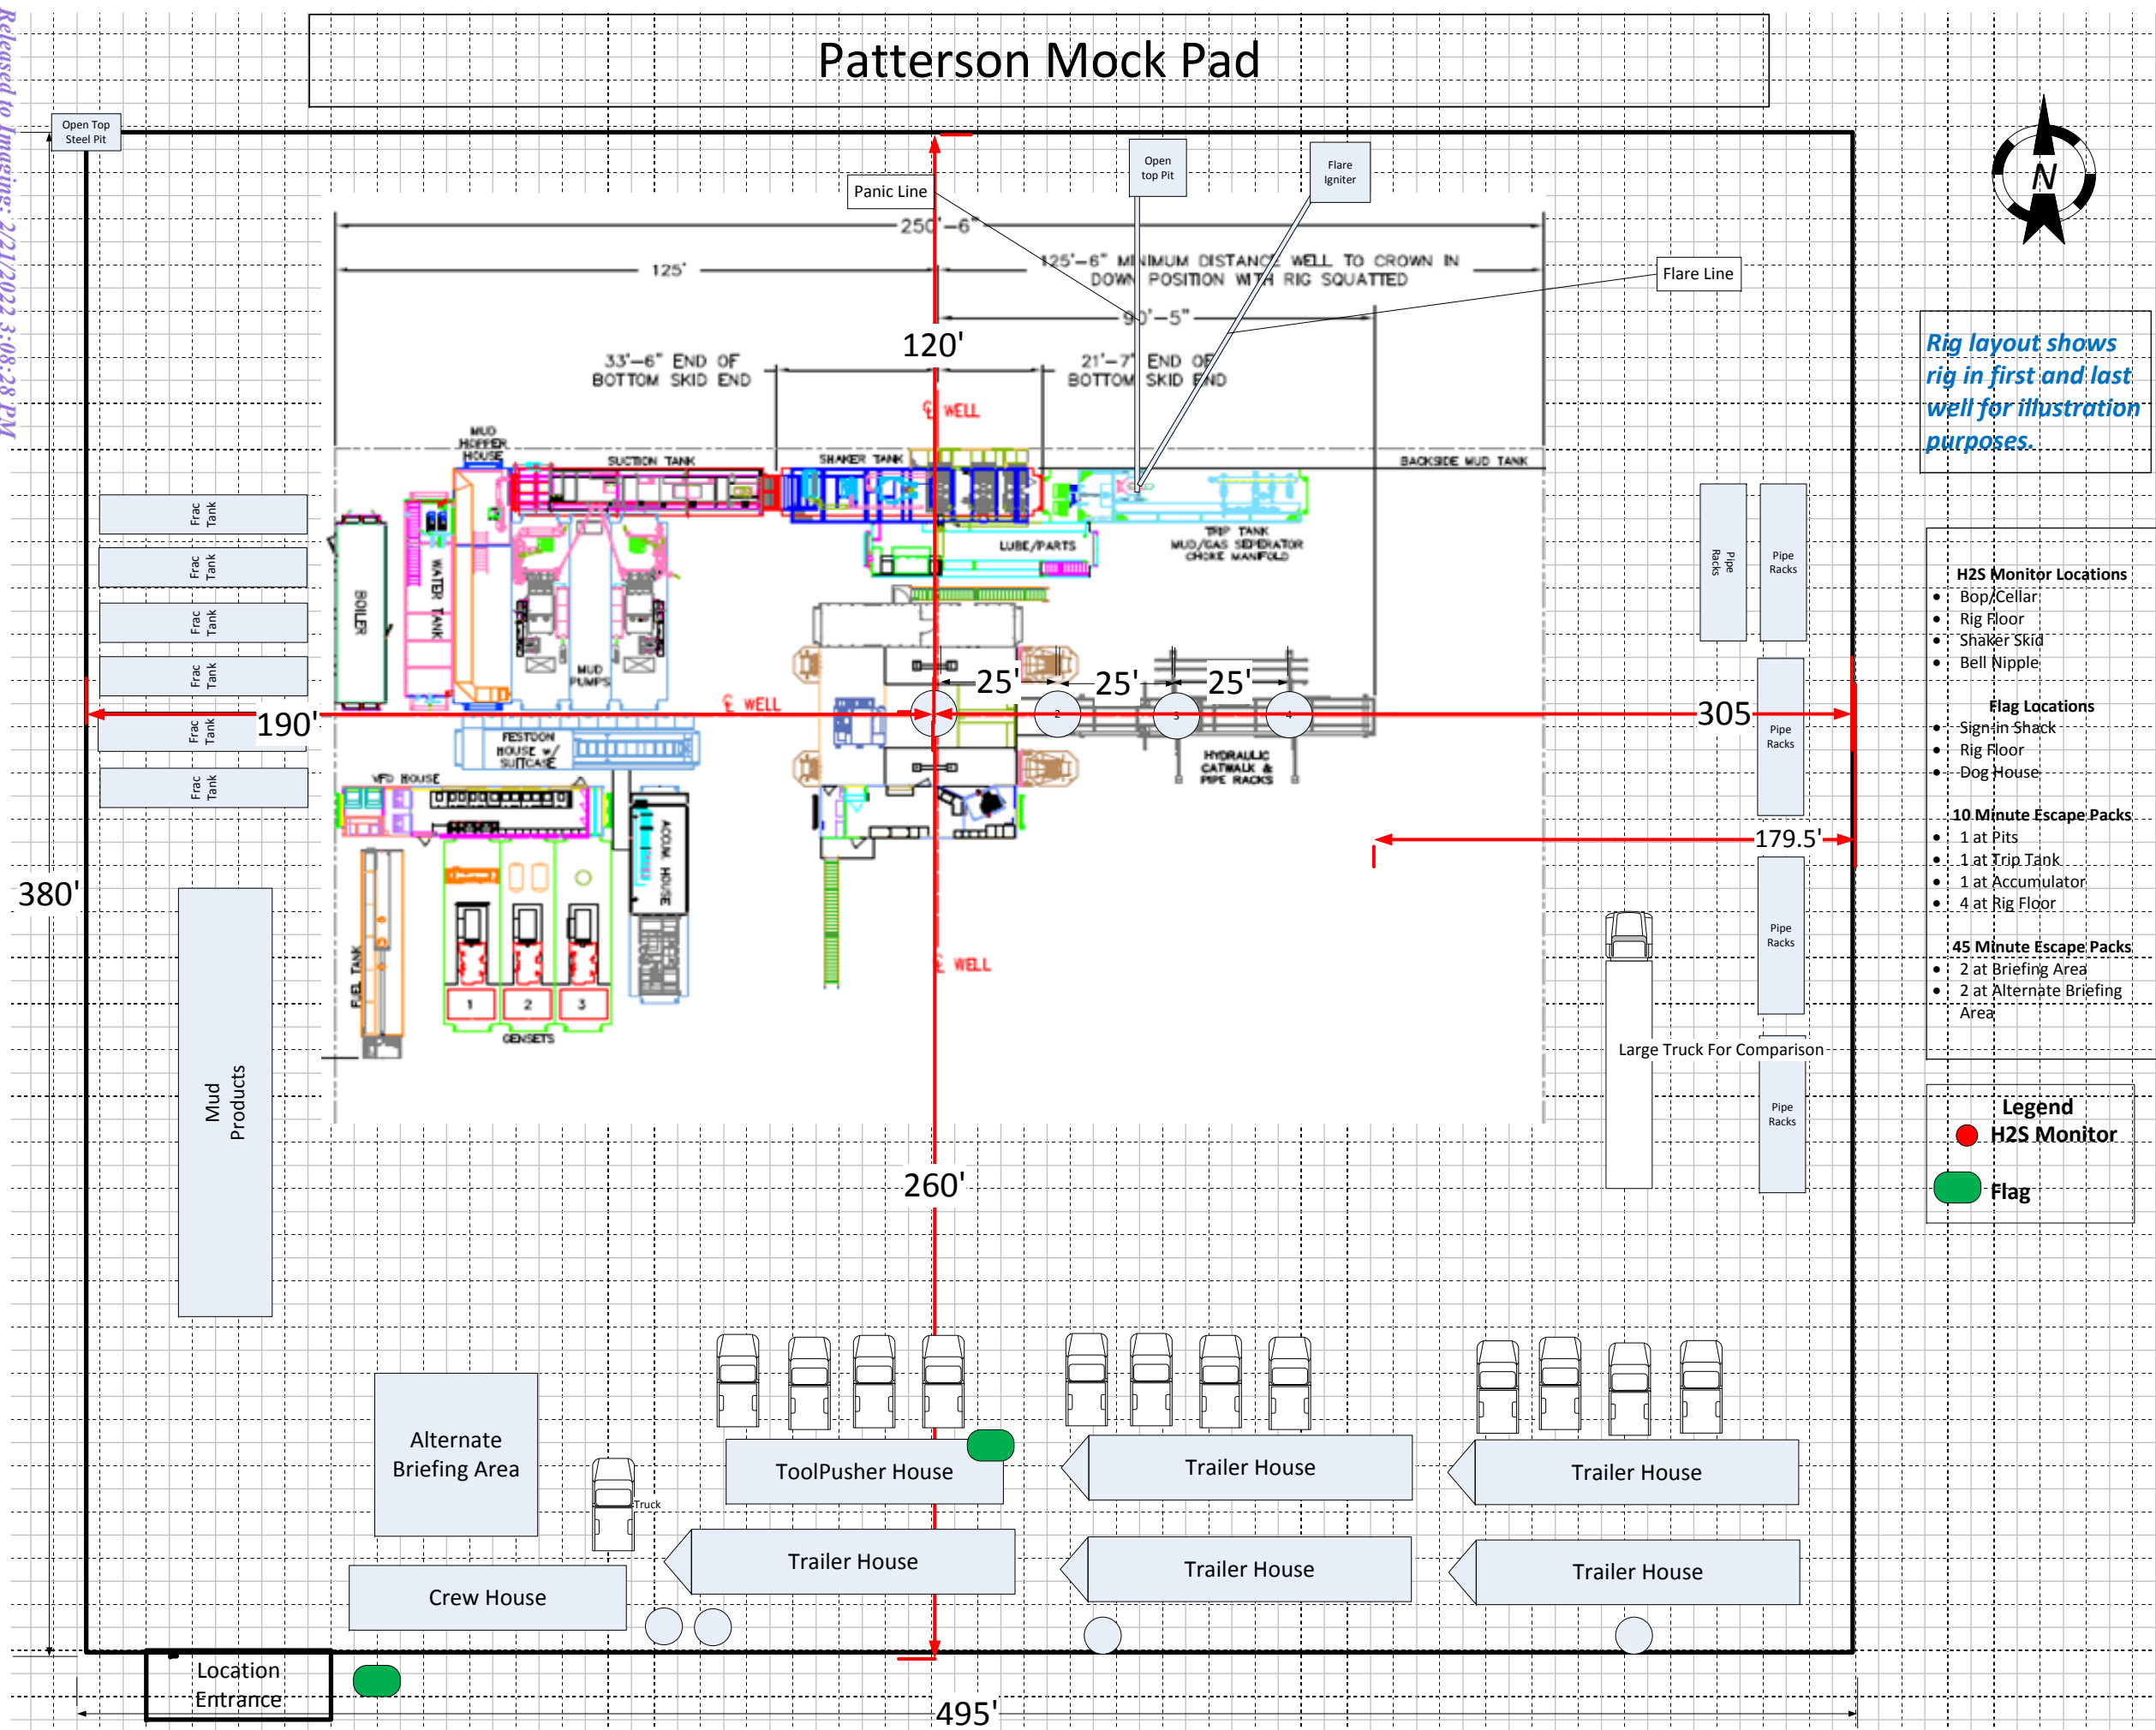 Released to Imaging: 2/21/2022 3:08:28 PM
Patterson Mock Pad
Open Top
Steel Pit
Open
top Pit
Flare
Igniter
N
Panic Line
250'-6"
125'
125'-6" MINIMUM DISTANCE WELL TO CROWN IN
DOWN POSITION WITH RIG SQUATTED
Flare Line
90'-5"
120'
33'-6" END OF
BOTTOM SKID END
21'-7" END OF
BOTTOM SKID END
℄ WELL
Rig layout shows
rig in first and last
well for illustration
purposes.
MUD
HOPPER
HOUSE
SUCTION TANK
SHAKER TANK
BACKSIDE MUD TANK
Frac
Tank
Frac
Tank
Frac
Tank
Frac
Tank
Frac
Tank
Frac
Tank
BOILER
WATER TANK
MUD
PUMPS
LUBE/PARTS
TRIP TANK
MUD/GAS SEPERATOR
CHOKE MANIFOLD
Pipe
Racks
Pipe
Racks
Pipe
Racks
Pipe
Racks
Pipe
Racks
H2S Monitor Locations
• Bop/Cellar
• Rig Floor
• Shaker Skid
• Bell Nipple
Flag Locations
• Sign-in Shack
• Rig Floor
• Dog House
10 Minute Escape Packs
• 1 at Pits
• 1 at Trip Tank
• 1 at Accumulator
• 4 at Rig Floor
45 Minute Escape Packs
• 2 at Briefing Area
• 2 at Alternate Briefing
Area
25'
25'
25'
190'
℄ WELL
2
3
4
305
FESTOON
HOUSE w/
SUITCASE
HYDRAULIC
CATWALK &
PIPE RACKS
VFD HOUSE
ACCM. HOUSE
179.5'
380'
FUEL TANK
℄ WELL
1
2
3
GENSETS
Large Truck For Comparison
Mud
Products
Legend
H2S Monitor
Flag
260'
Alternate
Briefing Area
Truck
ToolPusher House
Trailer House
Trailer House
Trailer House
Trailer House
Trailer House
Crew House
Location
Entrance
495'